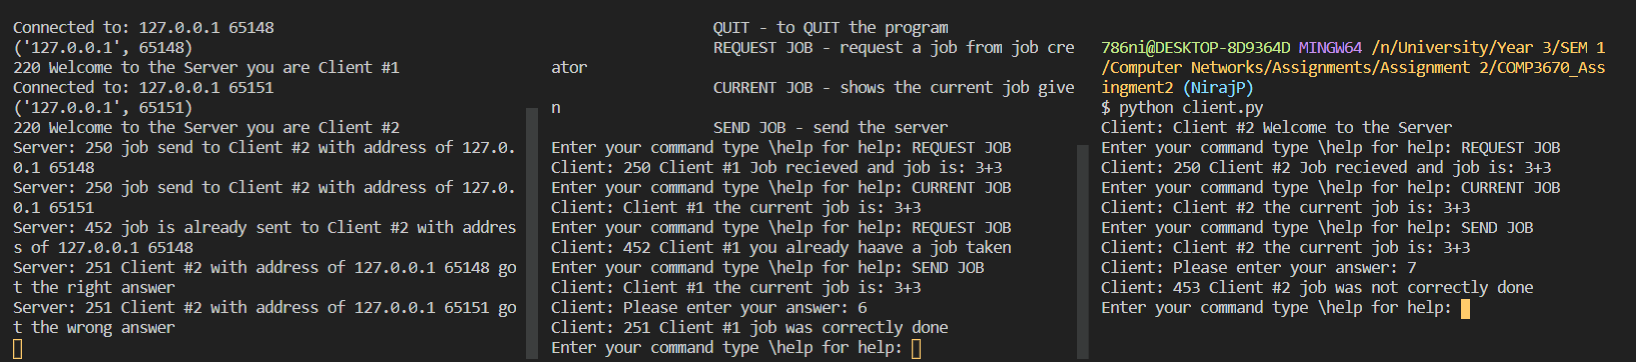 Connected to: 127.0.0.1 65148
('127.0.0.1', 65148)
220 Welcome to the Server you are Client #1
Connected to: 127.0.0.1 65151
('127.0.0.1', 65151)
220 Welcome to the Server you are Client #2
Server: 250 job send to Client #2 with address of 127.0.
0.1 65148
Server: 250 job send to Client #2 with address of 127.0.
0.1 65151
Server: 452 job is already sent to Client #2 with addres
s of 127.0.0.1 65148
Server: 251 Client #2 with address of 127.0.0.1 65148 go
t the right answer
Server: 251 Client #2 with address of 127.0.0.1 65151 go
t the wrong answer
QUIT - to QUIT the program
REQUEST JOB - request a job from job cre
ator
CURRENT JOB - shows the current job give
n
SEND JOB - send the server
Enter your command type \help for help: REQUEST JOB
Client: 250 Client #1 Job recieved and job is: 3+3
Enter your command type \help for help: CURRENT JOB
Client: Client #1 the current job is: 3+3
Enter your command type \help for help: REQUEST JOB
Client: 452 Client #1 you already haave a job taken
Enter your command type \help for help: SEND JOB
Client: Client #1 the current job is: 3+3
Client: Please enter your answer: 6
Client: 251 Client #1 job was correctly done
Enter your command type \help for help:
786ni@DESKTOP-8D9364D MINGW64 /n/University/Year 3/SEM 1
/Computer Networks/Assignments/Assignment 2/COMP3670_Ass
ingment2 (NirajP)
$ python client.py
Client: Client #2 Welcome to the Server
Enter your command type \help for help: REQUEST JOB
Client: 250 Client #2 Job recieved and job is: 3+3
Enter your command type \help for help: CURRENT JOB
Client: Client #2 the current job is: 3+3
Enter your command type \help for help: SEND JOB
Client: Client #2 the current job is: 3+3
Client: Please enter your answer: 7
Client: 453 Client #2 job was not correctly done
Enter your command type \help for help: